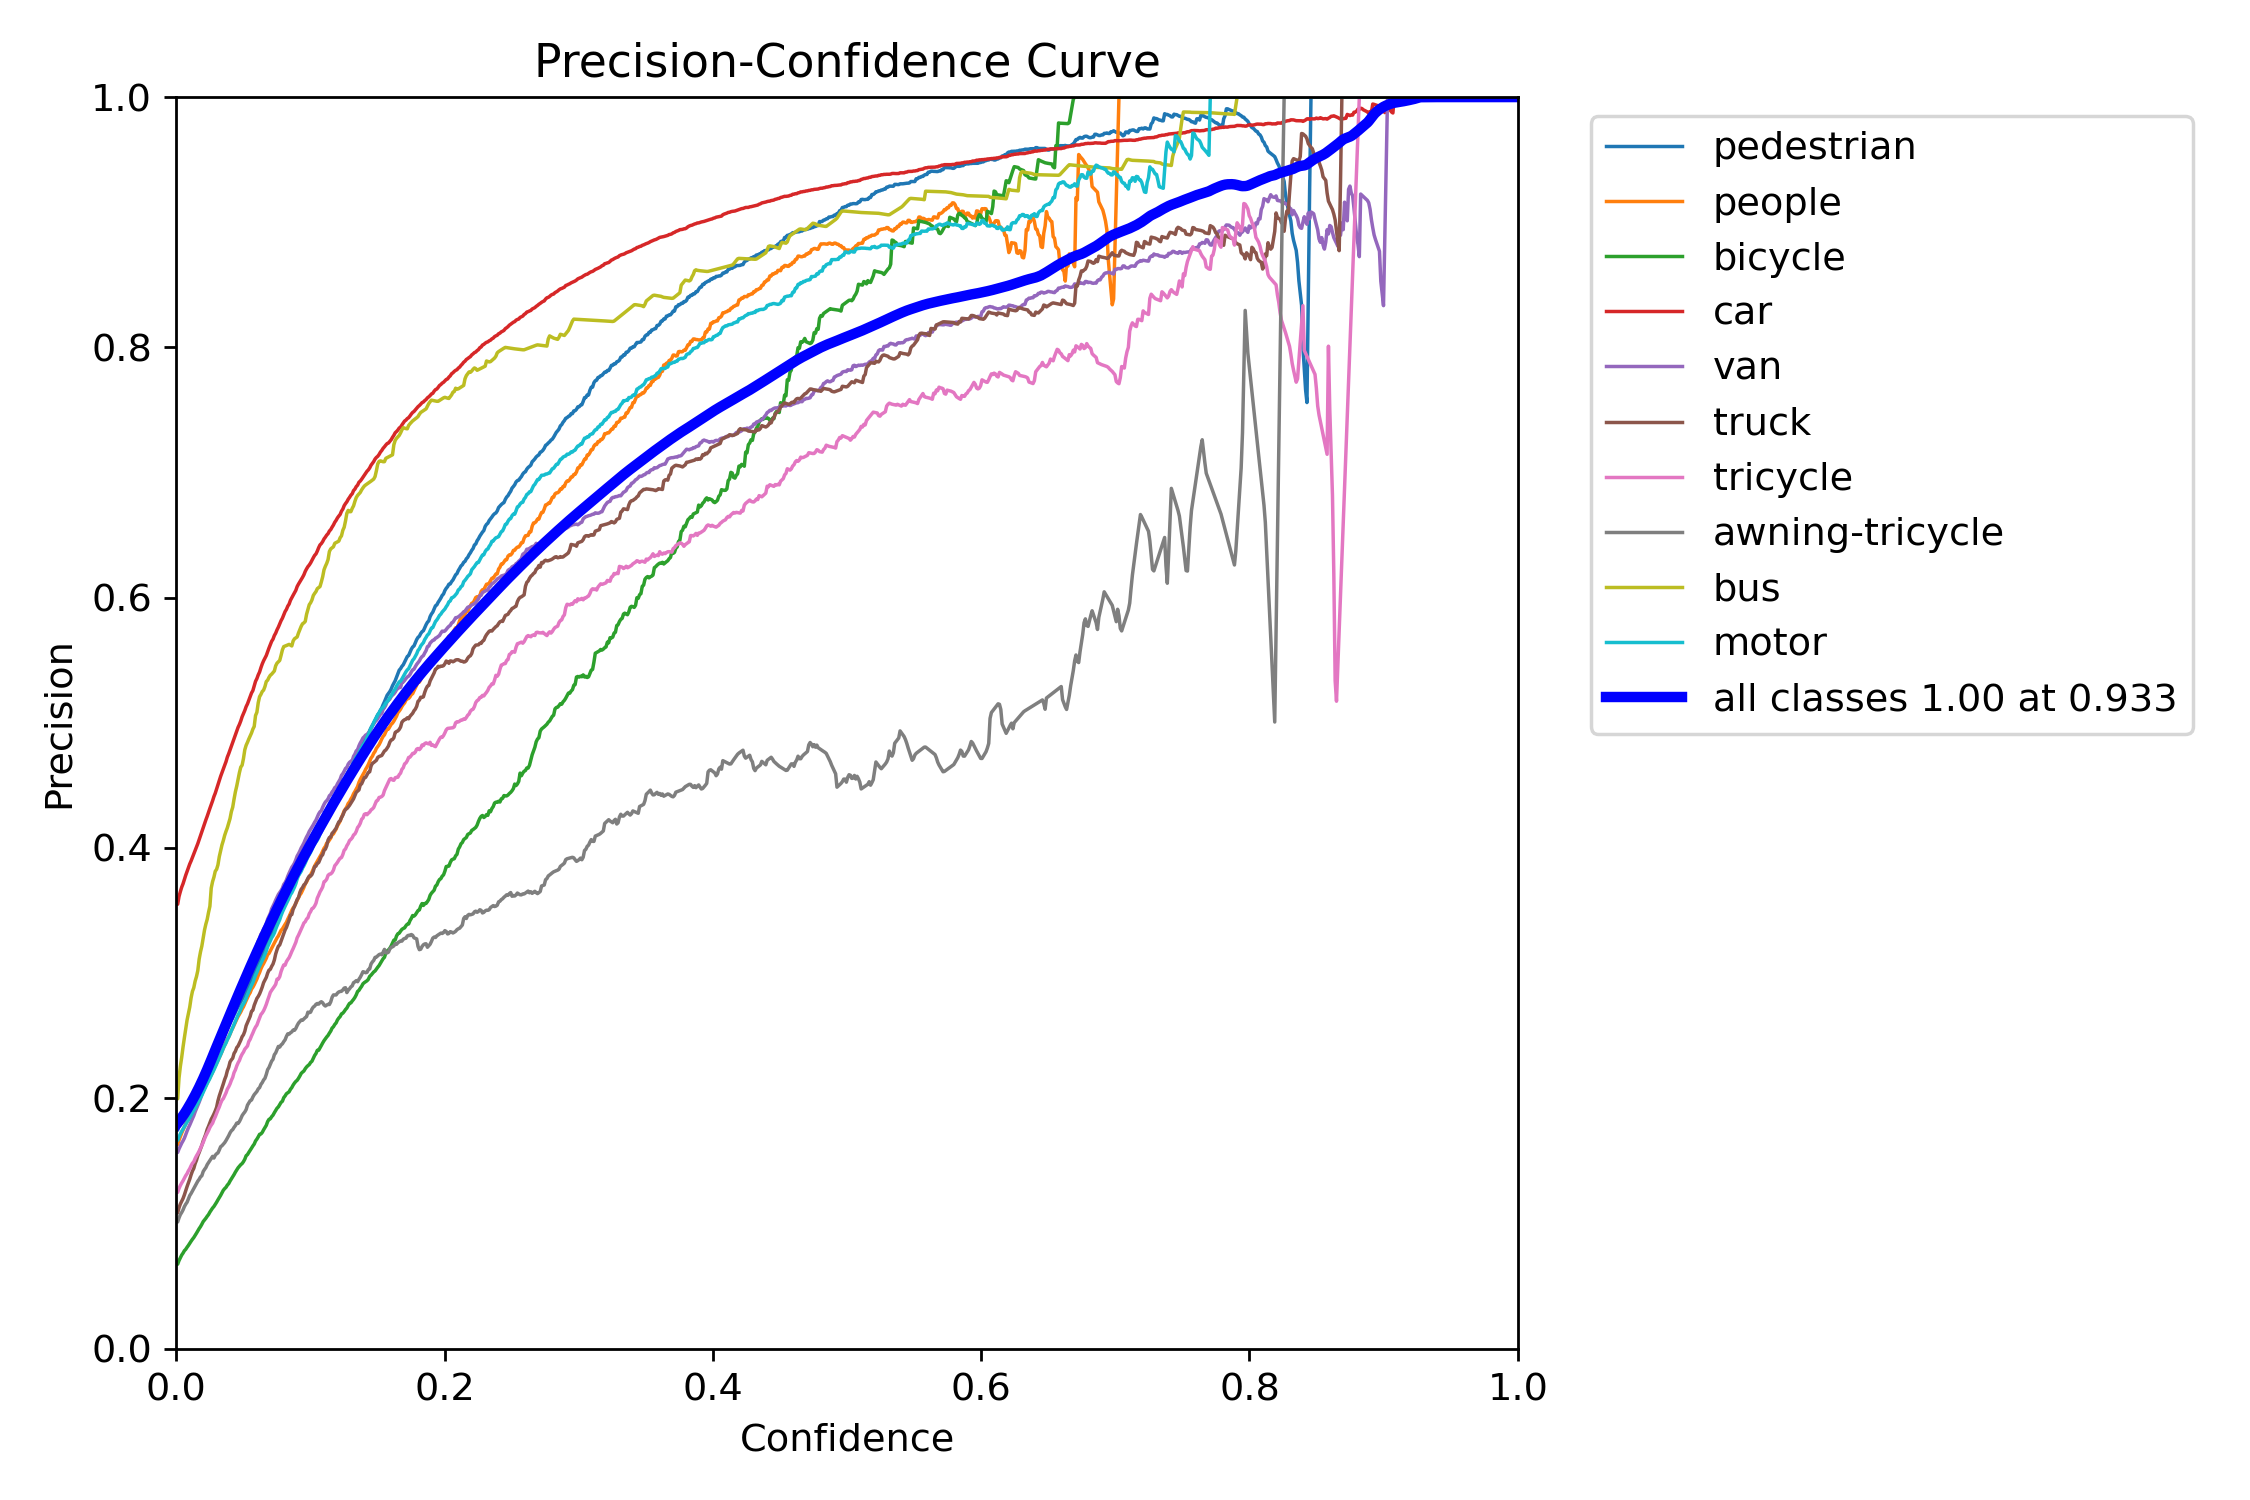 Precision-Confidence Curve
1.0
0.8
0.6
0.4
0.2
0.0
Precision
0.0 0.2 0.4 0.6 0.8 1.0
Confidence
pedestrian
people
bicycle
car
van
truck
tricycle
awning-tricycle
bus
motor
all classes 1.00 at 0.933